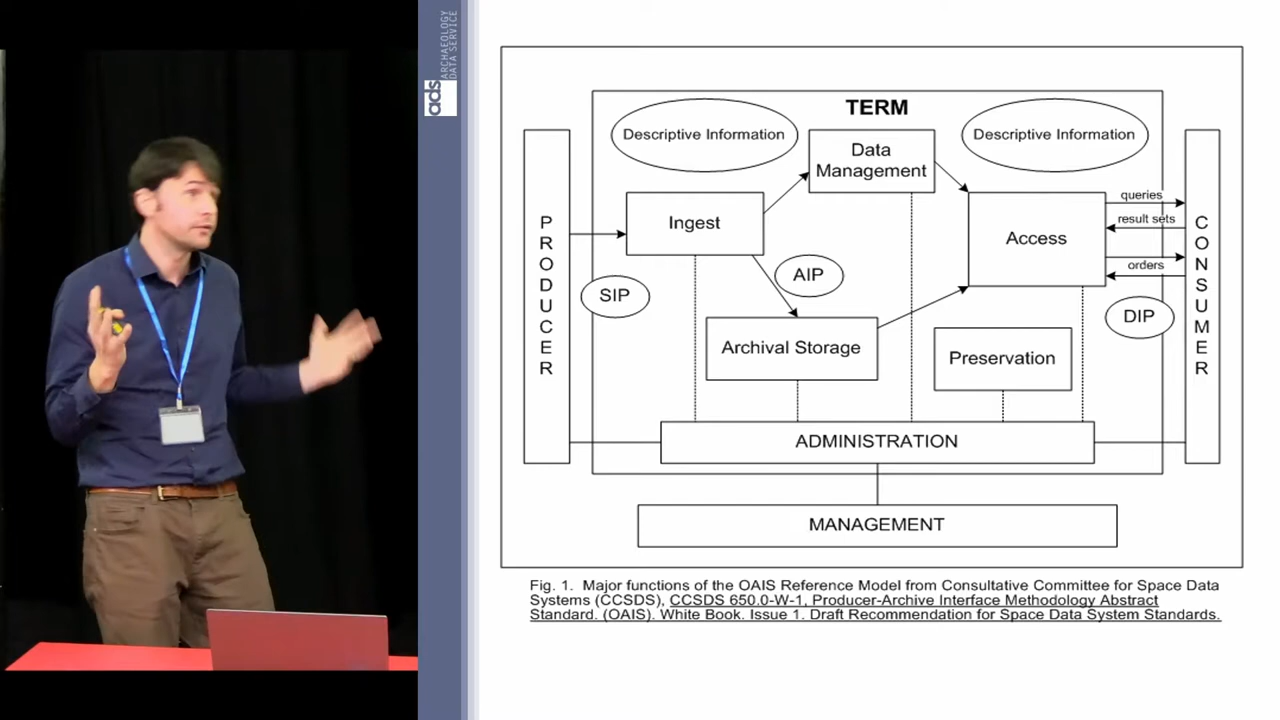 ARCHAEOLOGY
DATA SERVICE
ads
TERM
Descriptive Information
Descriptive Information
Data
Management
PRODUCER
Ingest
Access
queries
result sets
orders
CONSUMER
SIP
AIP
DIP
Archival Storage
Preservation
ADMINISTRATION
MANAGEMENT
Fig. 1. Major functions of the OAIS Reference Model from Consultative Committee for Space Data
Systems (CCSDS), CCSDS 650.0-W-1, Producer-Archive Interface Methodology Abstract
Standard. (OAIS). White Book. Issue 1. Draft Recommendation for Space Data System Standards.